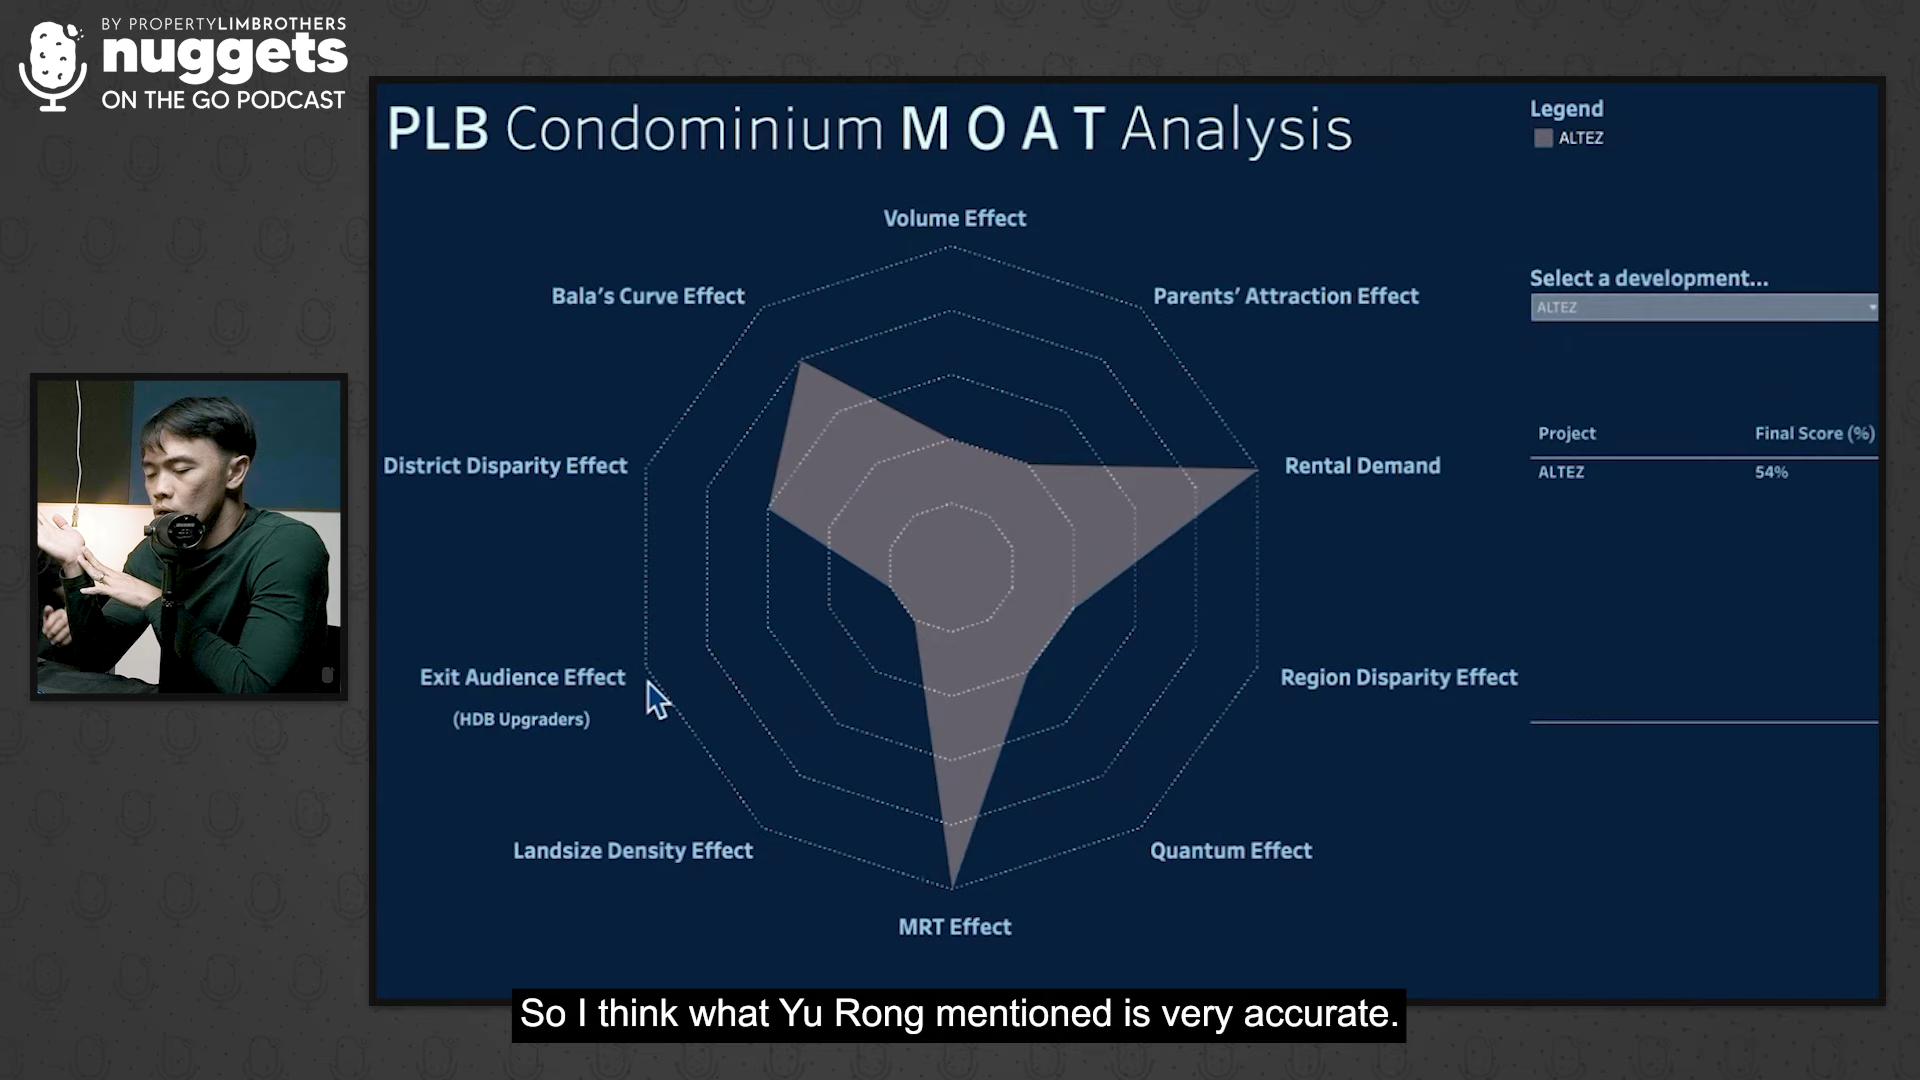 BY PROPERTYLIMBROTHERS
nuggets
ON THE GO PODCAST
PLB Condominium MOAT Analysis
Legend
ALTEZ
Volume Effect
Bala's Curve Effect
Parents' Attraction Effect
Select a development...
ALTEZ
District Disparity Effect
Rental Demand
Project Final Score (%)
ALTEZ 54%
Exit Audience Effect
(HDB Upgraders)
Region Disparity Effect
Landsize Density Effect
Quantum Effect
MRT Effect
So I think what Yu Rong mentioned is very accurate.